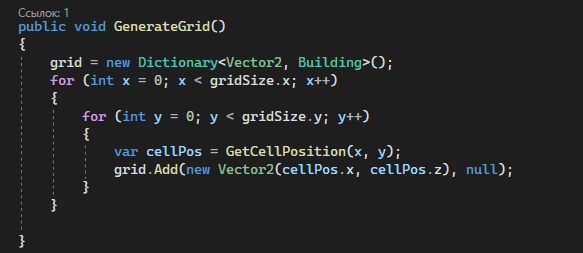 Ссылок: 1
public void GenerateGrid()
{
    grid = new Dictionary<Vector2, Building>();
    for (int x = 0; x < gridSize.x; x++)
    {
        for (int y = 0; y < gridSize.y; y++)
        {
            var cellPos = GetCellPosition(x, y);
            grid.Add(new Vector2(cellPos.x, cellPos.z), null);
        }
    }
}